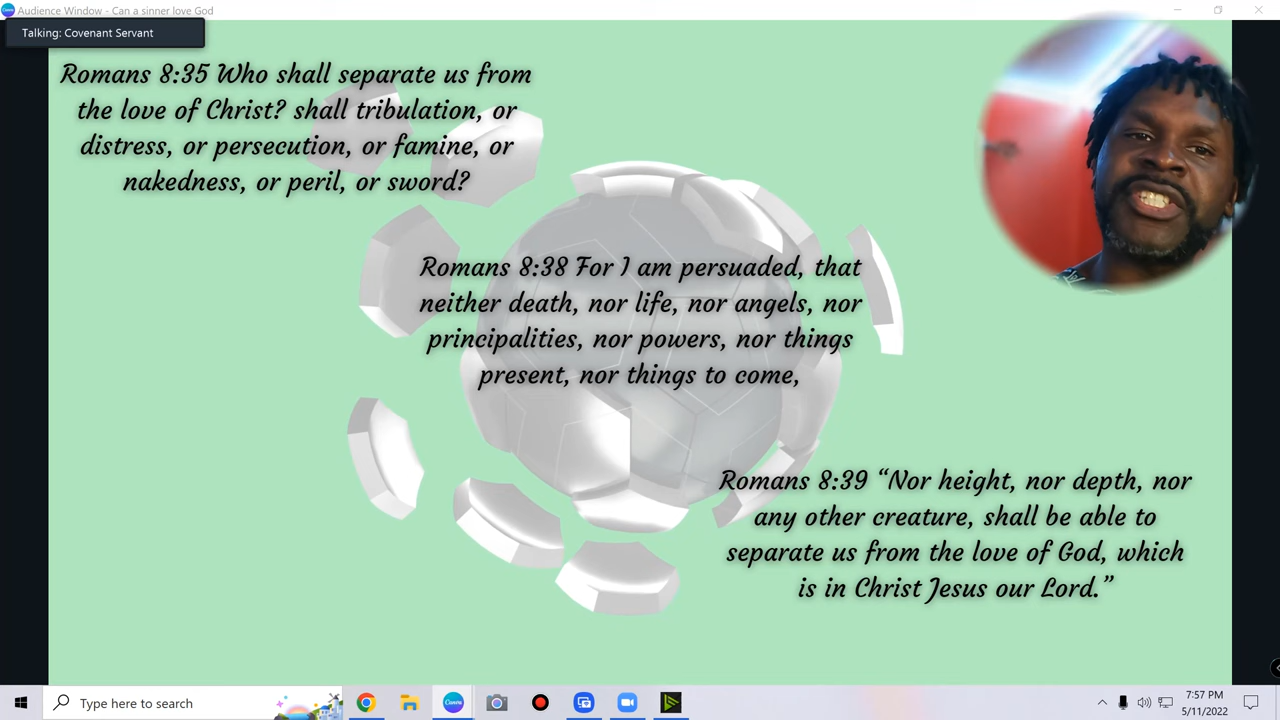 Audience Window - Can a sinner love God
Talking: Covenant Servant
Romans 8:35 Who shall separate us from
the love of Christ? shall tribulation, or
distress, or persecution, or famine, or
nakedness, or peril, or sword?
Romans 8:38 For I am persuaded, that
neither death, nor life, nor angels, nor
principalities, nor powers, nor things
present, nor things to come,
Romans 8:39 “Nor height, nor depth, nor
any other creature, shall be able to
separate us from the love of God, which
is in Christ Jesus our Lord.”
Type here to search
7:57 PM
5/11/2022